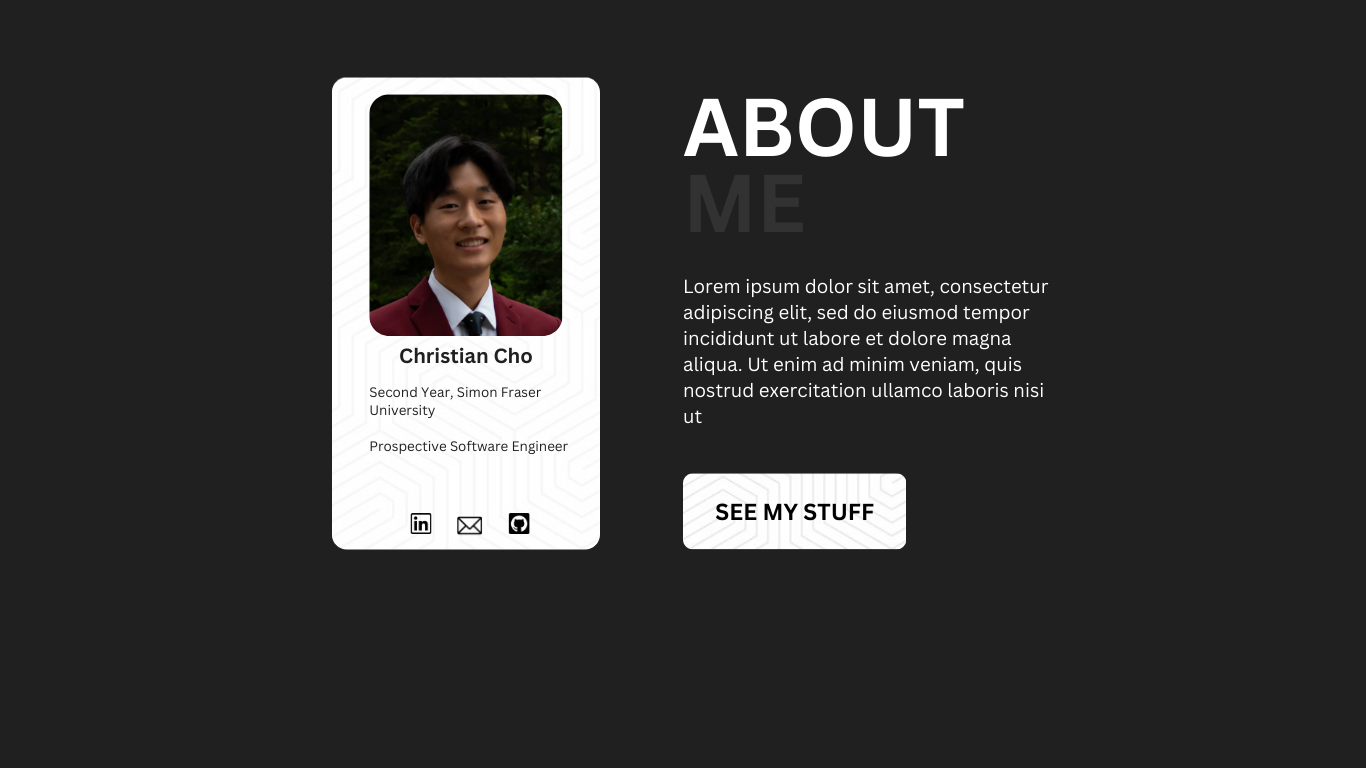 Christian Cho
Second Year, Simon Fraser
University
Prospective Software Engineer
in
ABOUT
ME
Lorem ipsum dolor sit amet, consectetur
adipiscing elit, sed do eiusmod tempor
incididunt ut labore et dolore magna
aliqua. Ut enim ad minim veniam, quis
nostrud exercitation ullamco laboris nisi
ut
SEE MY STUFF